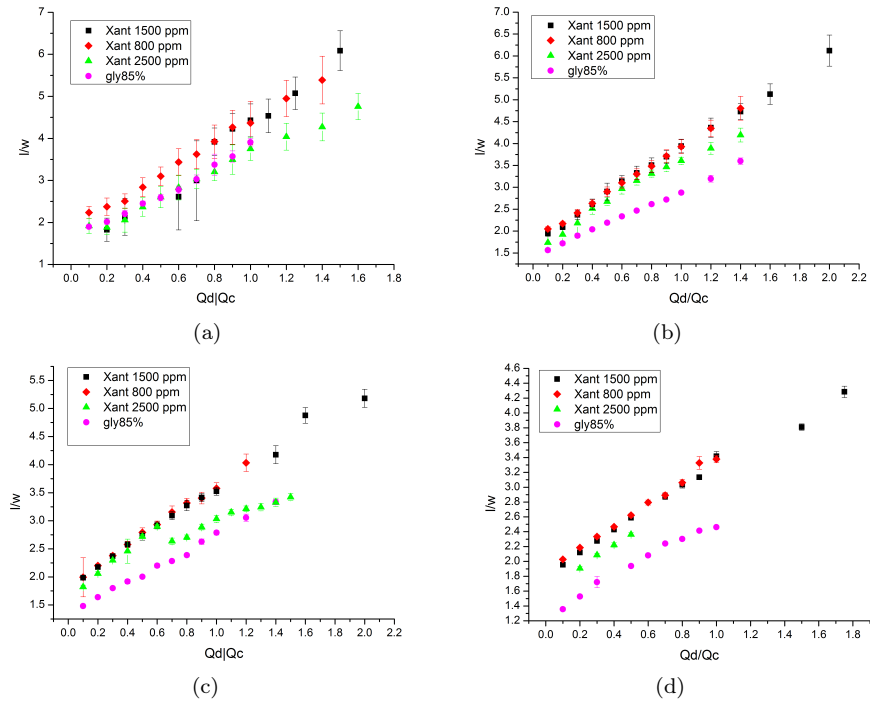 Xant 1500 ppm
Xant 800 ppm
Xant 2500 ppm
gly85%
l/w
7
6
5
4
3
2
1
0.0 0.2 0.4 0.6 0.8 1.0 1.2 1.4 1.6 1.8
Qd|Qc
(a)
Xant 1500 ppm
Xant 800 ppm
Xant 2500 ppm
gly85%
l/w
7.0
6.5
6.0
5.5
5.0
4.5
4.0
3.5
3.0
2.5
2.0
1.5
0.0 0.2 0.4 0.6 0.8 1.0 1.2 1.4 1.6 1.8 2.0 2.2
Qd/Qc
(b)
Xant 1500 ppm
Xant 800 ppm
Xant 2500 ppm
gly85%
l/w
5.5
5.0
4.5
4.0
3.5
3.0
2.5
2.0
1.5
0.0 0.2 0.4 0.6 0.8 1.0 1.2 1.4 1.6 1.8 2.0 2.2
Qd|Qc
(c)
Xant 1500 ppm
Xant 800 ppm
Xant 2500 ppm
gly85%
l/w
4.6
4.4
4.2
4.0
3.8
3.6
3.4
3.2
3.0
2.8
2.6
2.4
2.2
2.0
1.8
1.6
1.4
1.2
0.0 0.2 0.4 0.6 0.8 1.0 1.2 1.4 1.6 1.8
Qd/Qc
(d)